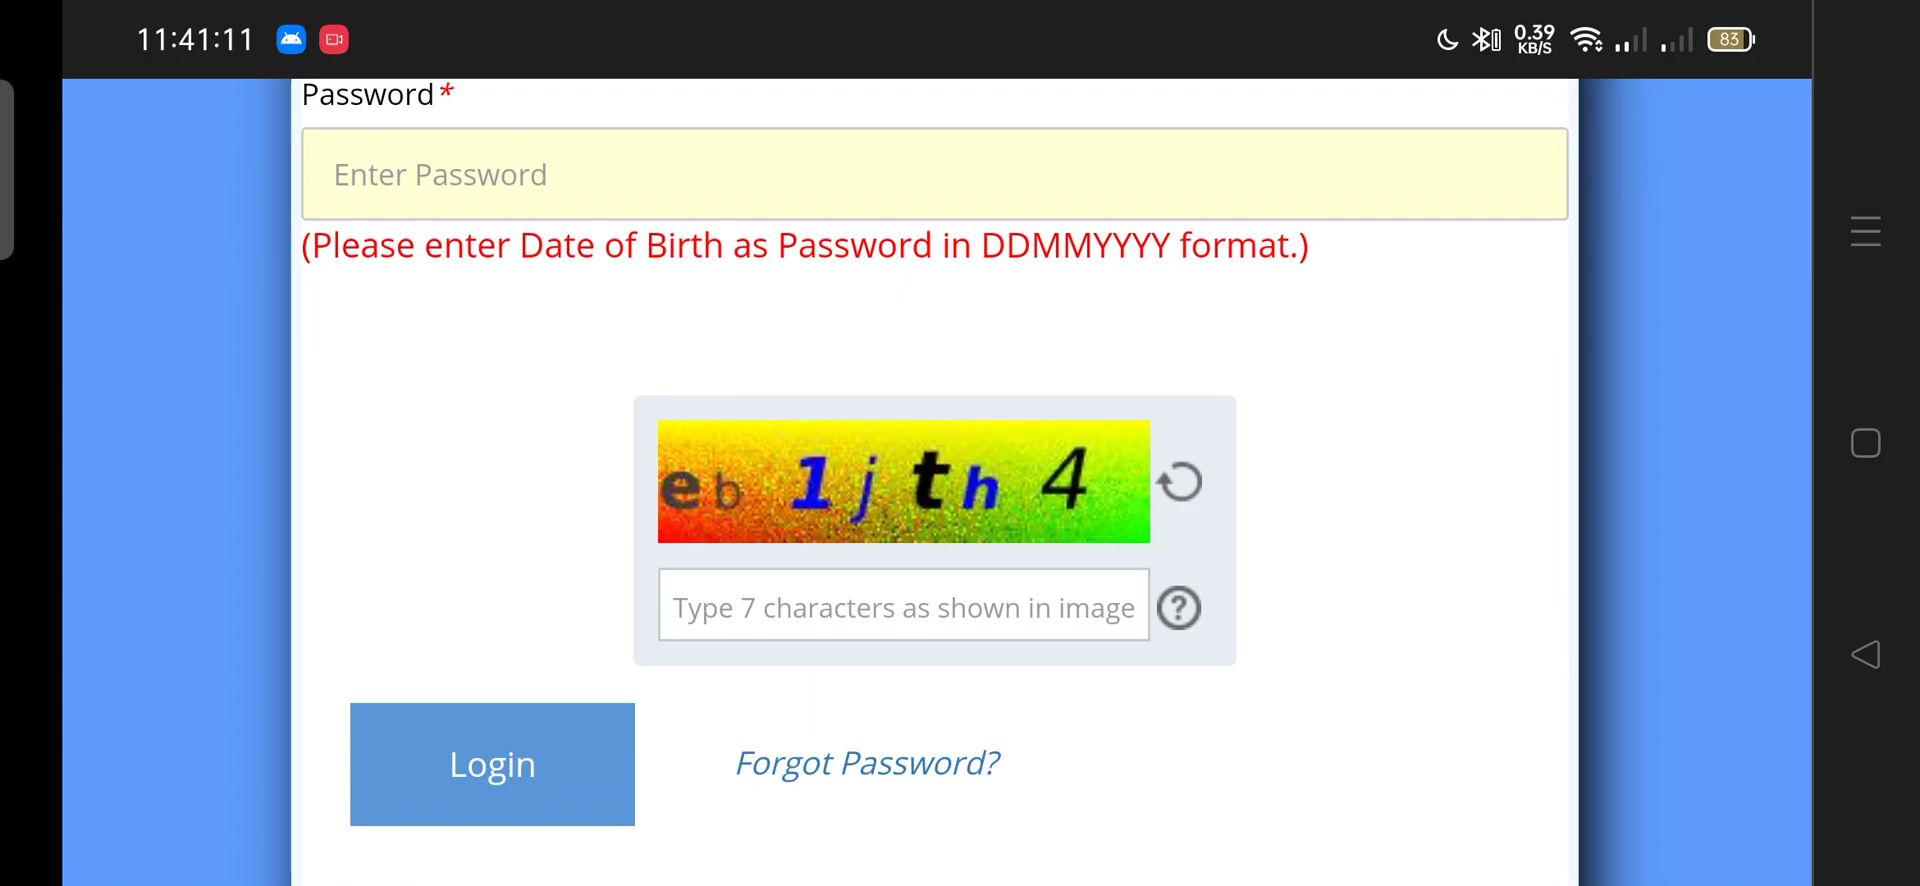 11:41:11 0.39 KB/S 83
Password*
Enter Password
(Please enter Date of Birth as Password in DDMMYYYY format.)
eb 1jth 4
Type 7 characters as shown in image
Login Forgot Password?